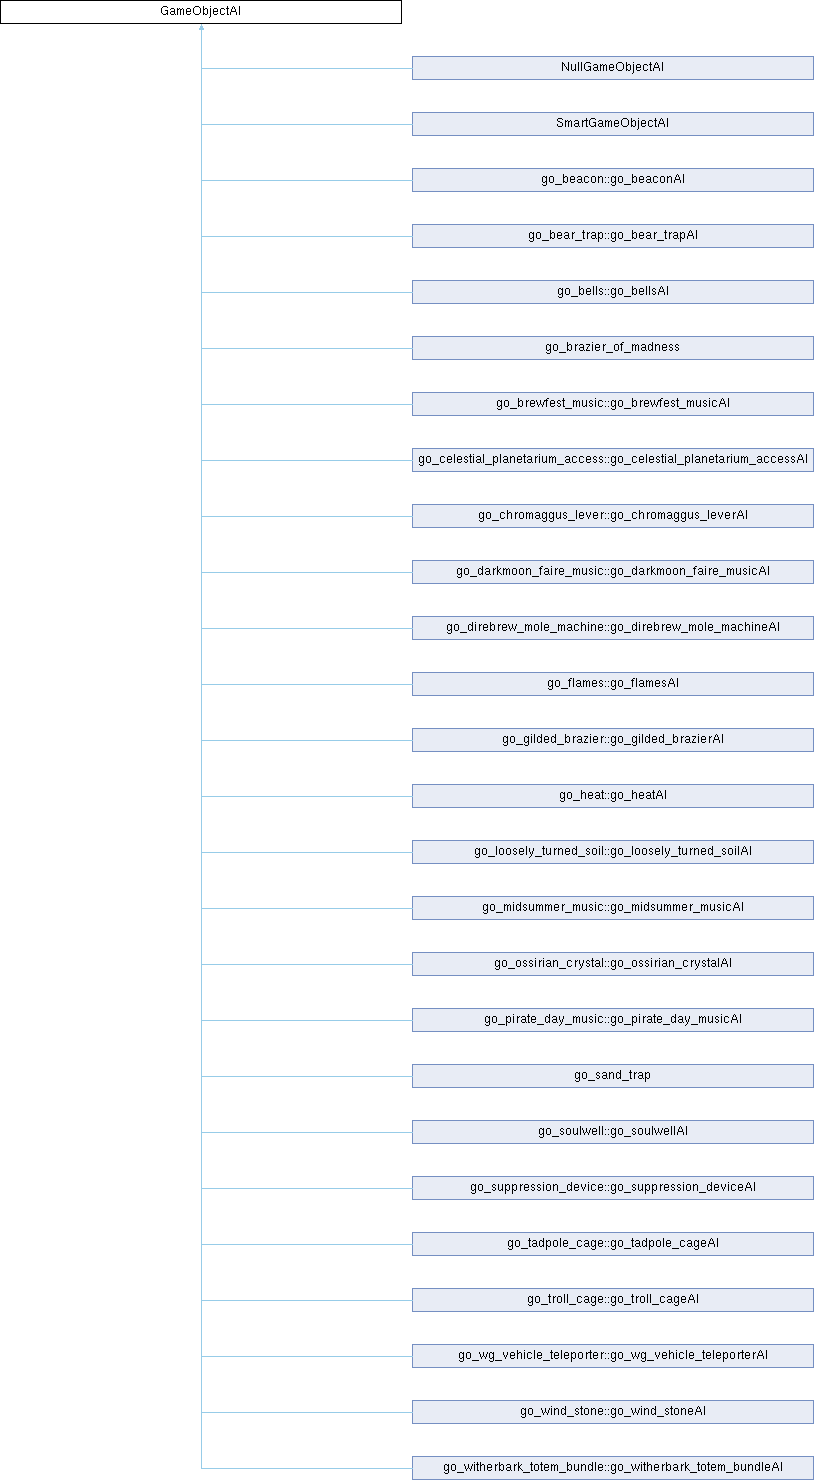 GameObjectAI
NullGameObjectAI
SmartGameObjectAI
go_beacon::go_beaconAI
go_bear_trap::go_bear_trapAI
go_bells::go_bellsAI
go_brazier_of_madness
go_brewfest_music::go_brewfest_musicAI
go_celestial_planetarium_access::go_celestial_planetarium_accessAI
go_chromaggus_lever::go_chromaggus_leverAI
go_darkmoon_faire_music::go_darkmoon_faire_musicAI
go_direbrew_mole_machine::go_direbrew_mole_machineAI
go_flames::go_flamesAI
go_gilded_brazier::go_gilded_brazierAI
go_heat::go_heatAI
go_loosely_turned_soil::go_loosely_turned_soilAI
go_midsummer_music::go_midsummer_musicAI
go_ossirian_crystal::go_ossirian_crystalAI
go_pirate_day_music::go_pirate_day_musicAI
go_sand_trap
go_soulwell::go_soulwellAI
go_suppression_device::go_suppression_deviceAI
go_tadpole_cage::go_tadpole_cageAI
go_troll_cage::go_troll_cageAI
go_wg_vehicle_teleporter::go_wg_vehicle_teleporterAI
go_wind_stone::go_wind_stoneAI
go_witherbark_totem_bundle::go_witherbark_totem_bundleAI